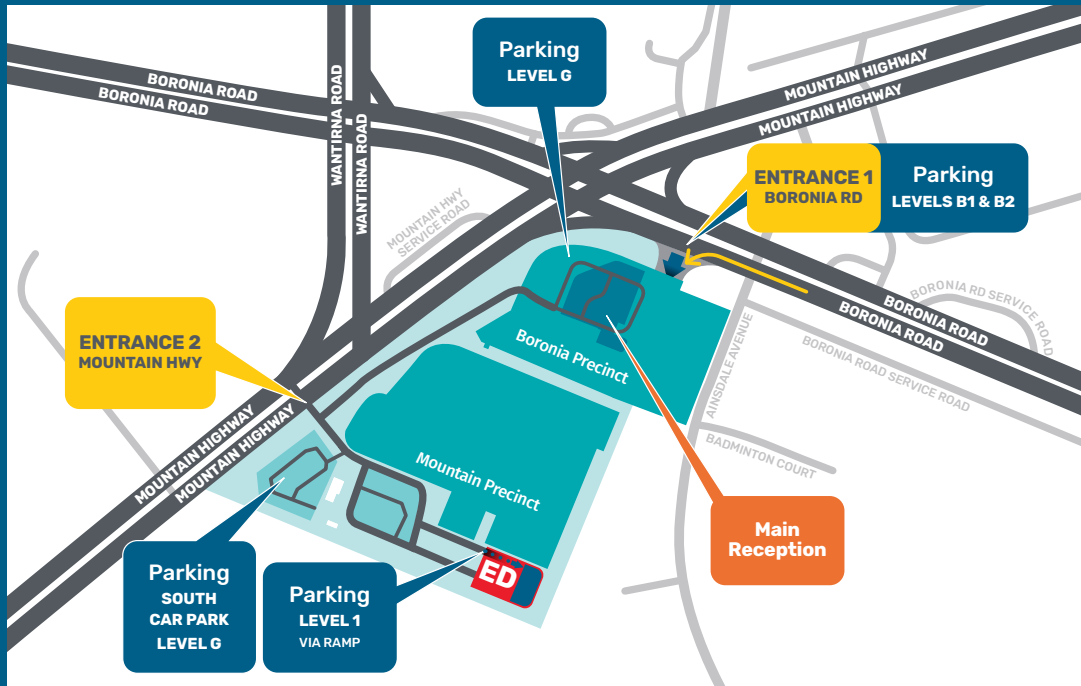 Parking
LEVEL G
BORONIA ROAD
BORONIA ROAD
WANTIRNA ROAD
WANTIRNA ROAD
MOUNTAIN HIGHWAY
MOUNTAIN HIGHWAY
ENTRANCE 1
BORONIA RD
Parking
LEVELS B1 & B2
MOUNTAIN HWY
SERVICE ROAD
BORONIA ROAD
BORONIA ROAD
BORONIA RD SERVICE ROAD
BORONIA ROAD SERVICE ROAD
AINSDALE AVENUE
BADMINTON COURT
ENTRANCE 2
MOUNTAIN HWY
Boronia Precinct
MOUNTAIN HIGHWAY
MOUNTAIN HIGHWAY
Mountain Precinct
Main
Reception
ED
Parking
SOUTH
CAR PARK
LEVEL G
Parking
LEVEL 1
VIA RAMP